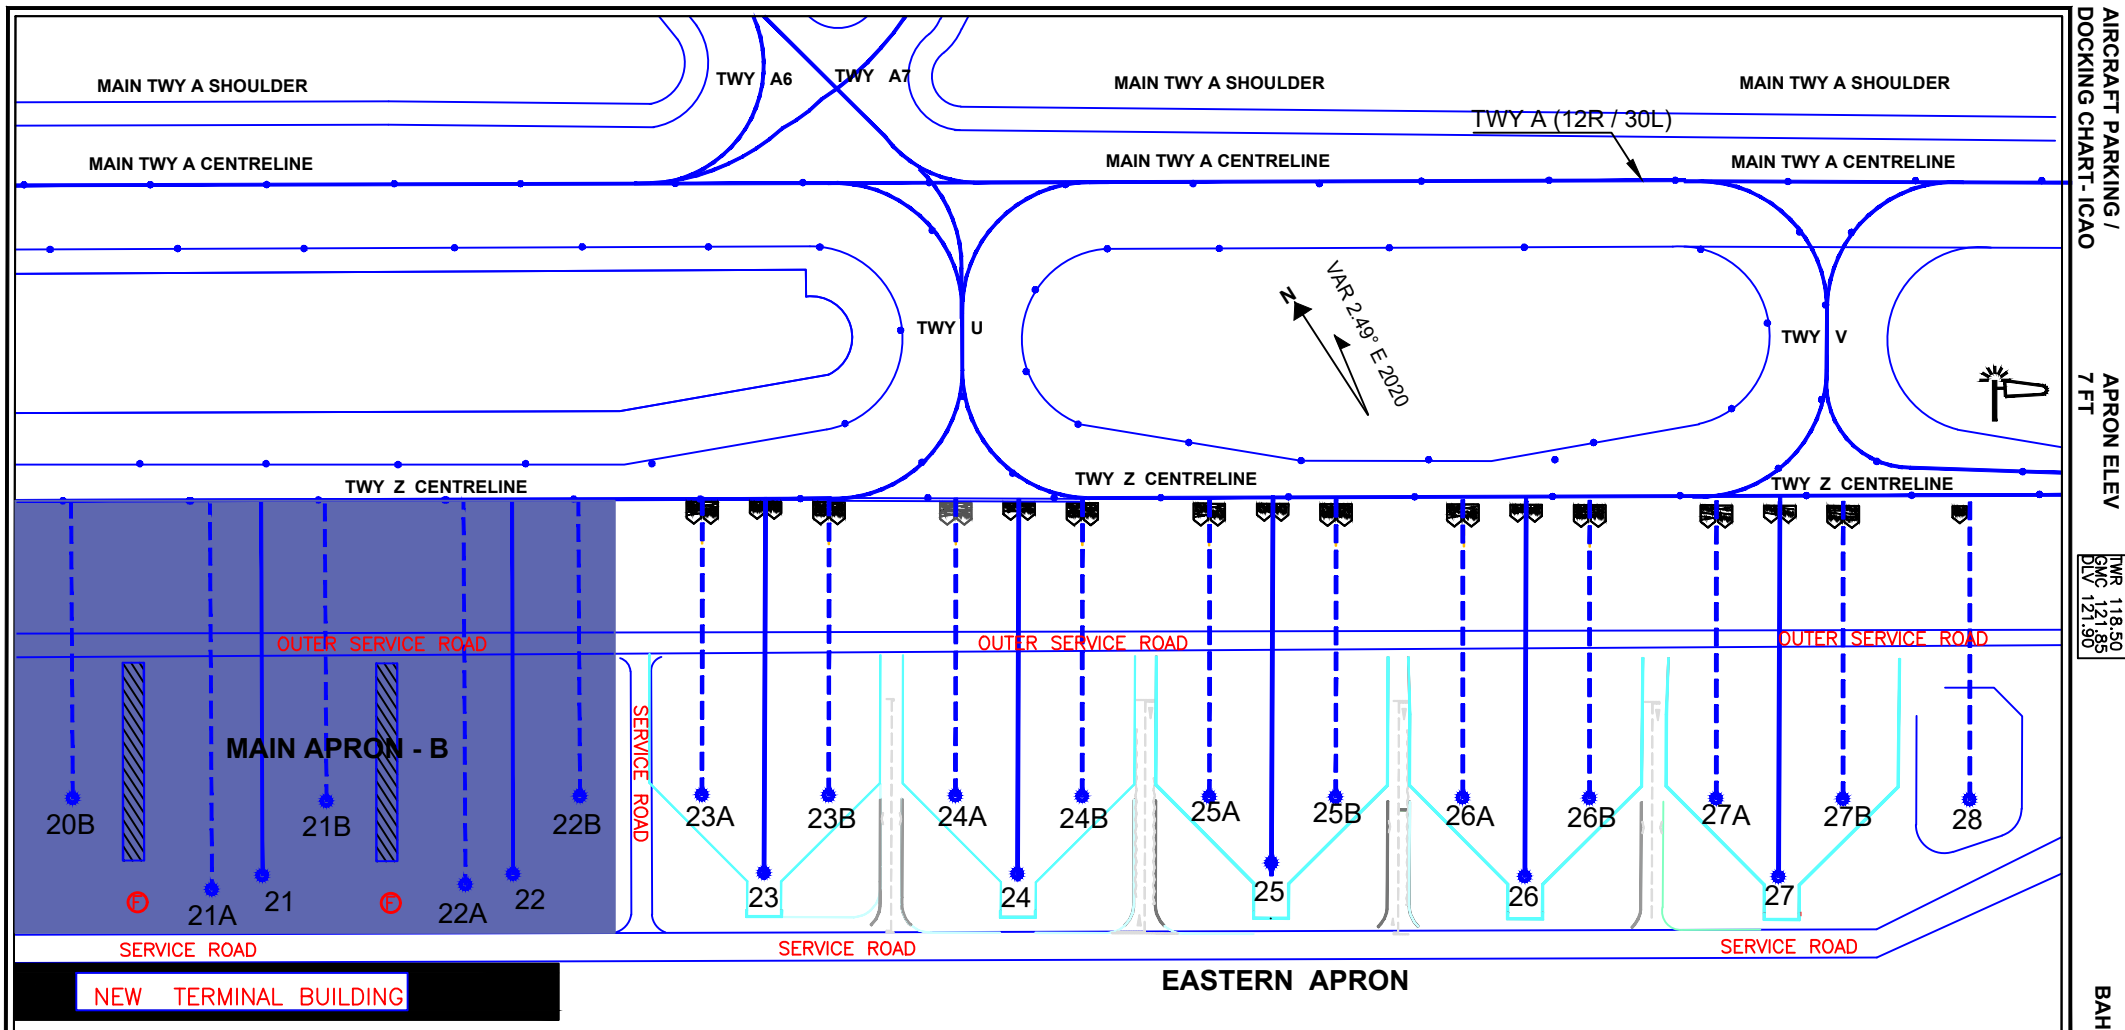 AIRCRAFT PARKING /
DOCKING CHART- ICAO
APRON ELEV
7 FT
TWR 118.50
GMC 121.85
DLV 121.90
BAH
MAIN TWY A SHOULDER
TWY A6
TWY A7
MAIN TWY A SHOULDER
MAIN TWY A SHOULDER
TWY A (12R / 30L)
MAIN TWY A CENTRELINE
MAIN TWY A CENTRELINE
MAIN TWY A CENTRELINE
N
VAR 2.49° E 2020
TWY U
TWY V
TWY Z CENTRELINE
TWY Z CENTRELINE
TWY Z CENTRELINE
OUTER SERVICE ROAD
OUTER SERVICE ROAD
OUTER SERVICE ROAD
MAIN APRON - B
SERVICE ROAD
20B
21B
22B
23A
23B
24A
24B
25A
25B
26A
26B
27A
27B
28
F
21A
21
F
22A
22
23
24
25
26
27
SERVICE ROAD
SERVICE ROAD
SERVICE ROAD
NEW TERMINAL BUILDING
EASTERN APRON